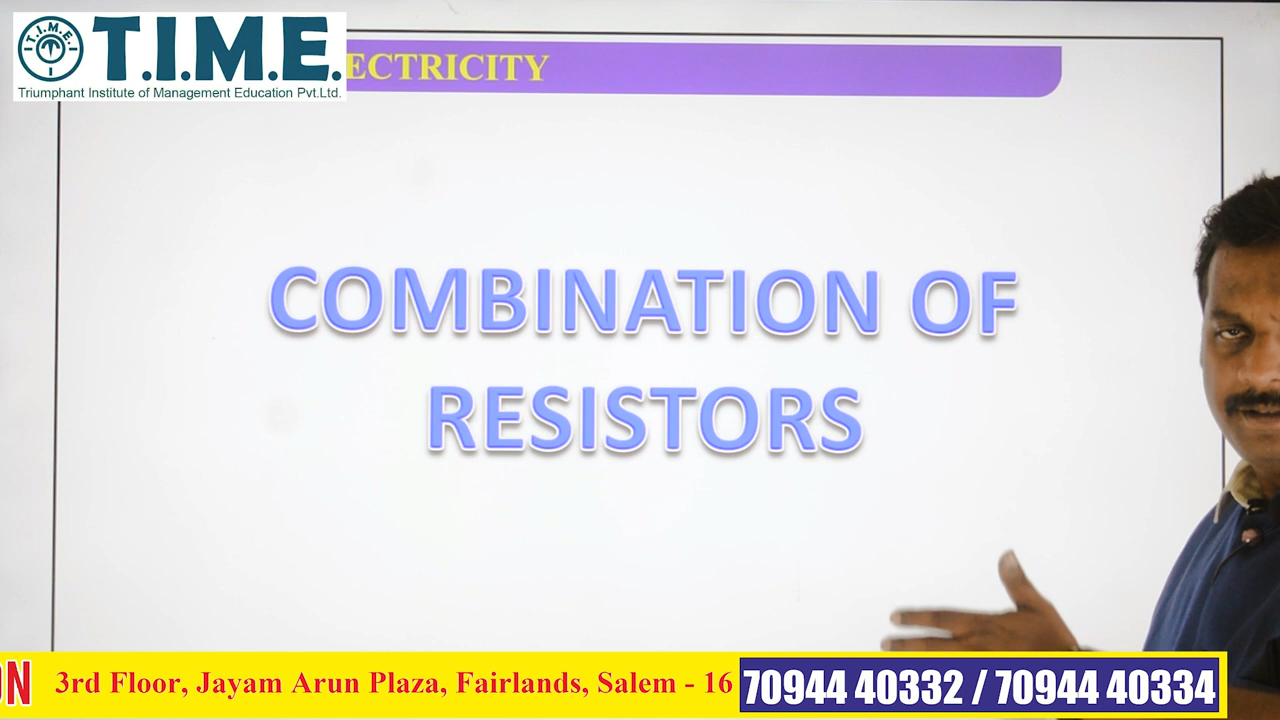 T.I.M.E.
T.I.M.E.
Triumphant Institute of Management Education Pvt.Ltd.
ECTRICITY
COMBINATION OF
RESISTORS
ON 3rd Floor, Jayam Arun Plaza, Fairlands, Salem - 16 70944 40332 / 70944 40334